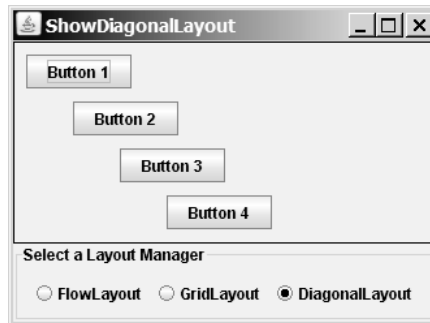 ShowDiagonalLayout
Button 1
Button 2
Button 3
Button 4
Select a Layout Manager
FlowLayout GridLayout DiagonalLayout